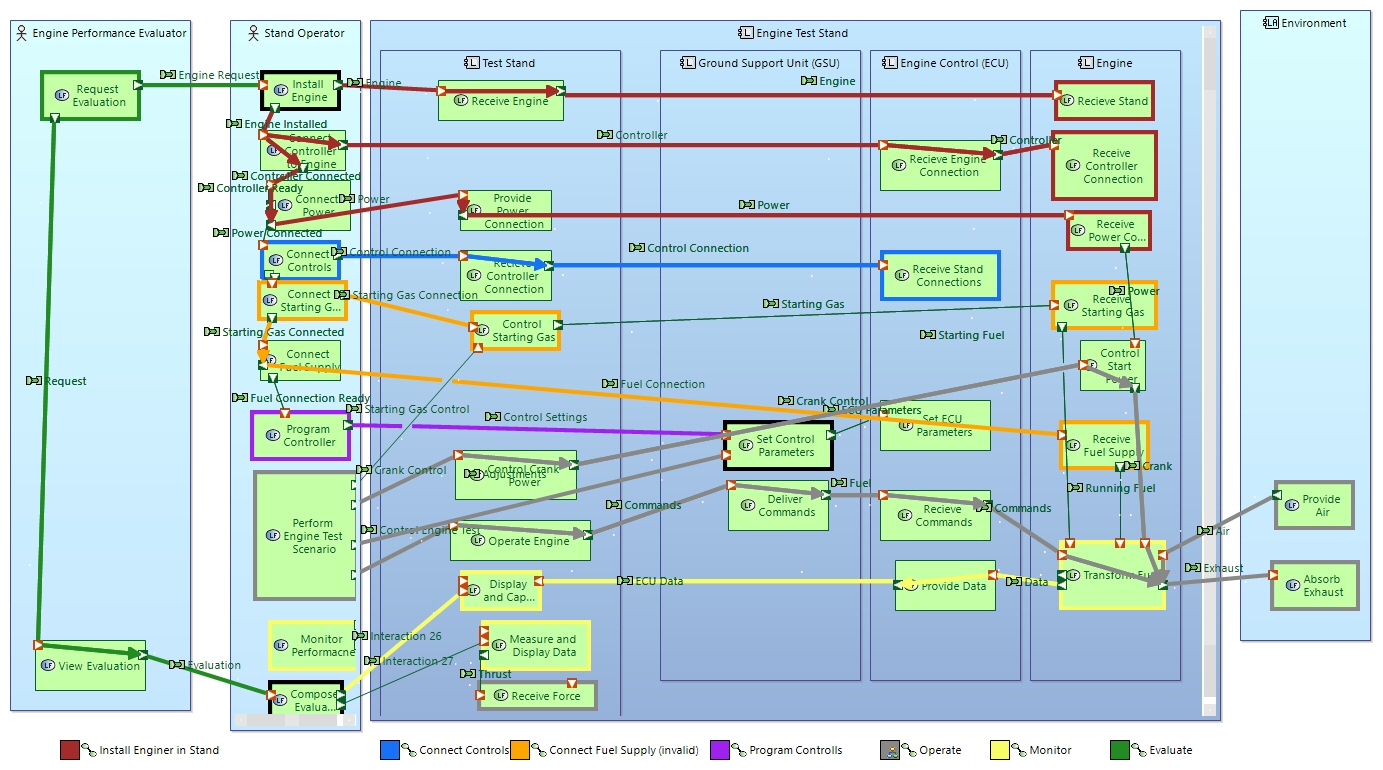 Engine Performance Evaluator
Stand Operator
Engine Test Stand
Environment
Test Stand
Ground Support Unit (GSU)
Engine Control (ECU)
Engine
Request
Evaluation
Engine Request
Install
Engine
Engine
Receive Engine
Engine
Recieve Stand
Engine Installed
Connect
Controller
to Engine
Controller
Recieve Engine
Connection
Controller
Receive
Controller
Connection
Controller Connected
Controller Ready
Connect
Power
Power
Provide
Power
Connection
Power
Receive
Power Co...
Power Connected
Connect
Controls
Control Connection
Recieve
Controller
Connection
Control Connection
Receive Stand
Connections
Connect
Starting G...
Starting Gas Connection
Control
Starting Gas
Starting Gas
Receive
Starting Gas
Power
Starting Gas Connected
Connect
Fuel Supply
Starting Fuel
Control
Start
Power
Request
Fuel Connection
Fuel Connection Ready
Crank Control
ECU Parameters
Starting Gas Control
Control Settings
Program
Controller
Set Control
Parameters
Set ECU
Parameters
Receive
Fuel Supply
Crank Control
Control Crank
Power
Adjustments
Crank
Fuel
Running Fuel
Perform
Engine Test
Scenario
Commands
Deliver
Commands
Recieve
Commands
Commands
Provide
Air
Control Engine Test
Operate Engine
Air
Display
and Cap...
ECU Data
Provide Data
Data
Transform Fu...
Exhaust
Absorb
Exhaust
Monitor
Performacne
Interaction 26
Measure and
Display Data
View Evaluation
Evaluation
Interaction 27
Thrust
Compose
Evalua...
Receive Force
Install Enginer in Stand
Connect Controls
Connect Fuel Supply (invalid)
Program Controlls
Operate
Monitor
Evaluate